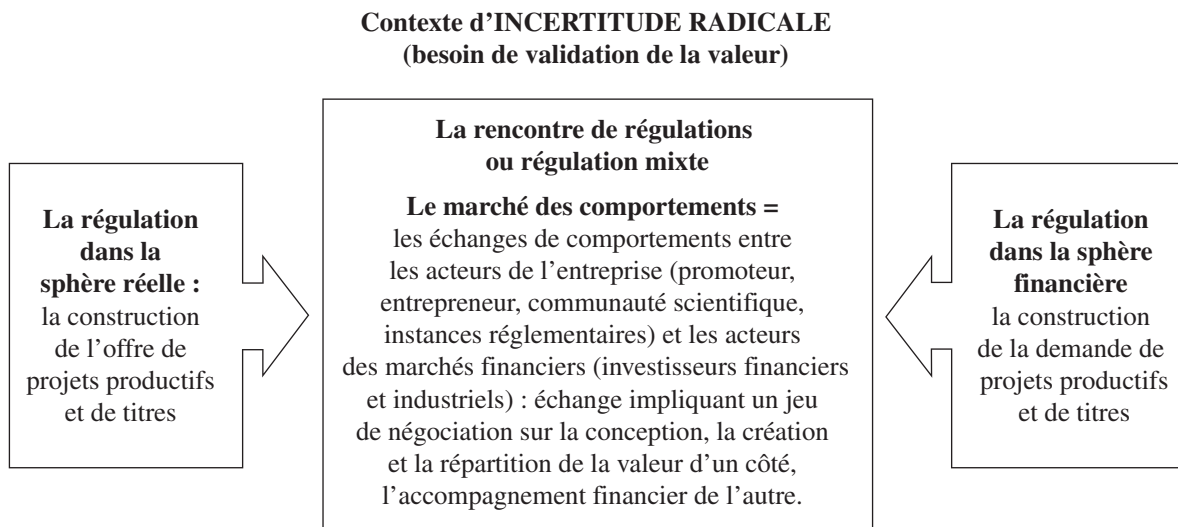 Contexte d’INCERTITUDE RADICALE
(besoin de validation de la valeur)
La régulation
dans la
sphère réelle :
la construction
de l’offre de
projets productifs
et de titres
La rencontre de régulations
ou régulation mixte
Le marché des comportements =
les échanges de comportements entre
les acteurs de l’entreprise (promoteur,
entrepreneur, communauté scientifique,
instances réglementaires) et les acteurs
des marchés financiers (investisseurs financiers
et industriels) : échange impliquant un jeu
de négociation sur la conception, la création
et la répartition de la valeur d’un côté,
l’accompagnement financier de l’autre.
La régulation
dans la sphère
financière
la construction
de la demande de
projets productifs
et de titres